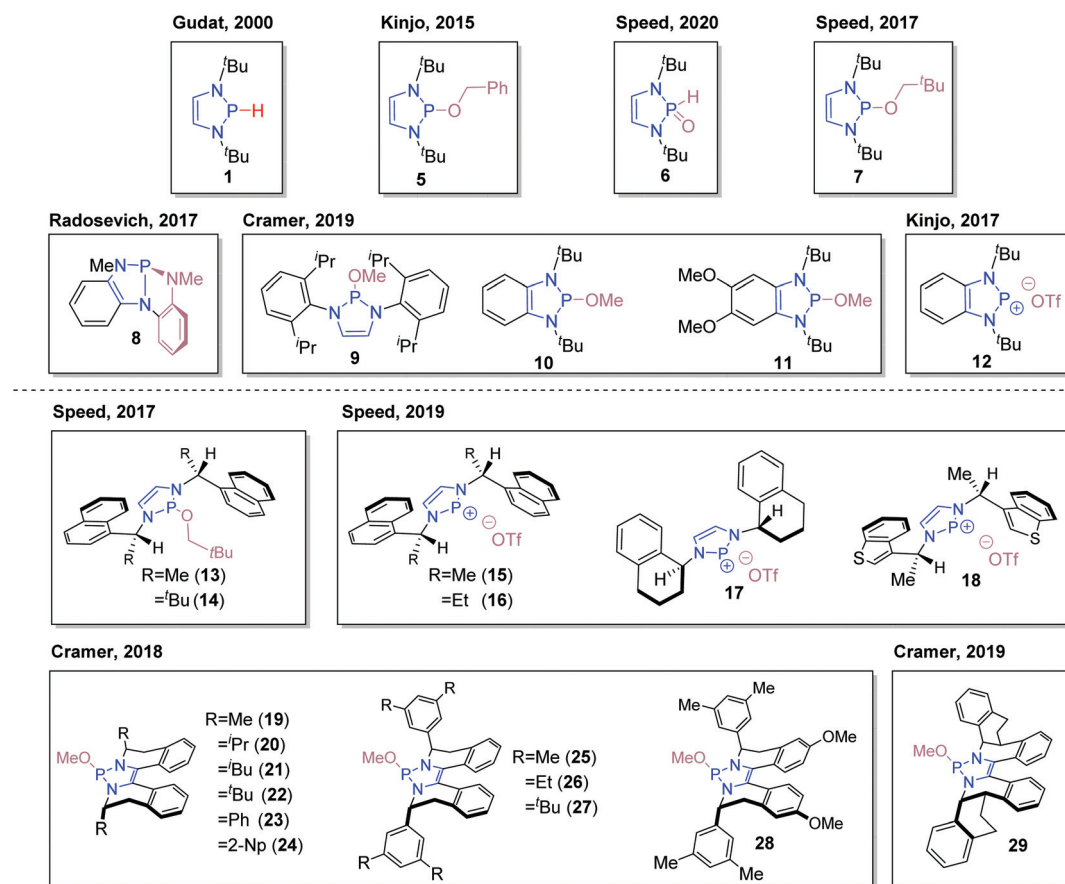 Gudat, 2000
Kinjo, 2015
Speed, 2020
Speed, 2017
tBu
N
P-H
N
tBu
1
tBu
N
P-O
N
Ph
tBu
5
tBu
N
H
P
O
N
tBu
6
tBu
N
P-O
N
tBu
tBu
7
Radosevich, 2017
Cramer, 2019
Kinjo, 2017
MeN
P
NMe
N
8
iPr
OMe
iPr
P
N
N
iPr
iPr
9
tBu
N
P-OMe
N
tBu
10
MeO
MeO
tBu
N
P-OMe
N
tBu
11
tBu
N
P
⊕
N
⊖
OTf
tBu
12
Speed, 2017
Speed, 2019
R
H
N
P
N
O
R
H
tBu
R=Me (13)
=tBu (14)
R
H
N
P
⊕
N
⊖
OTf
R
H
R=Me (15)
=Et (16)
H
N
N
P
⊕
⊖
OTf
H
17
Me
H
N
P
⊕
N
S
⊖
OTf
S
Me
H
18
Cramer, 2018
Cramer, 2019
R
MeO
N
P
N
R
R=Me (19)
=iPr (20)
=iBu (21)
=tBu (22)
=Ph (23)
=2-Np (24)
R
R
MeO
N
P
N
R
R
R=Me (25)
=Et (26)
=tBu (27)
Me
Me
MeO
N
P
N
OMe
OMe
Me
Me
28
MeO
N
P
N
29